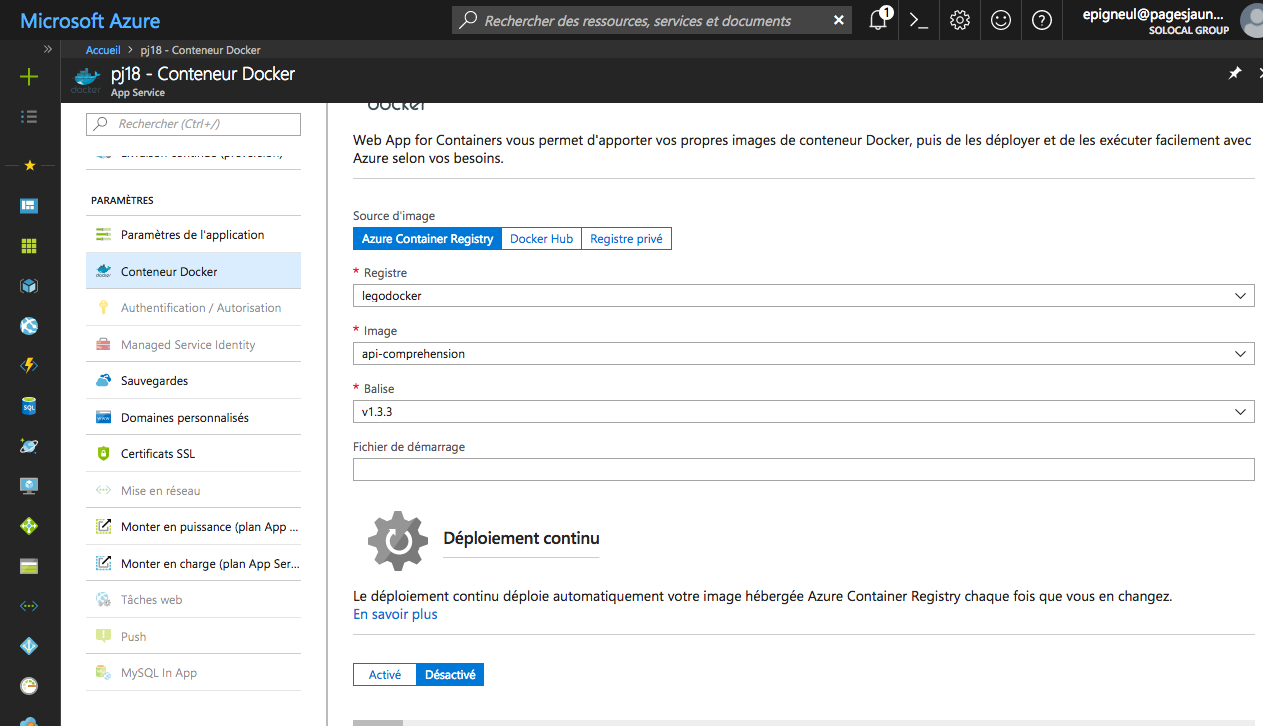 Microsoft Azure
Rechercher des ressources, services et documents
1
epigneul@pagesjaun...
SOLOCAL GROUP
Accueil > pj18 - Conteneur Docker
pj18 - Conteneur Docker
App Service
docker
Rechercher (Ctrl+/)
Livraison continue (préversion)
PARAMÈTRES
Paramètres de l'application
Conteneur Docker
Authentification / Autorisation
Managed Service Identity
Sauvegardes
Domaines personnalisés
Certificats SSL
Mise en réseau
Monter en puissance (plan App ...
Monter en charge (plan App Ser...
Tâches web
Push
MySQL In App
docker
Web App for Containers vous permet d'apporter vos propres images de conteneur Docker, puis de les déployer et de les exécuter facilement avec
Azure selon vos besoins.
Source d'image
Azure Container Registry Docker Hub Registre privé
* Registre
legodocker
* Image
api-comprehension
* Balise
v1.3.3
Fichier de démarrage
Déploiement continu
Le déploiement continu déploie automatiquement votre image hébergée Azure Container Registry chaque fois que vous en changez.
En savoir plus
Activé Désactivé